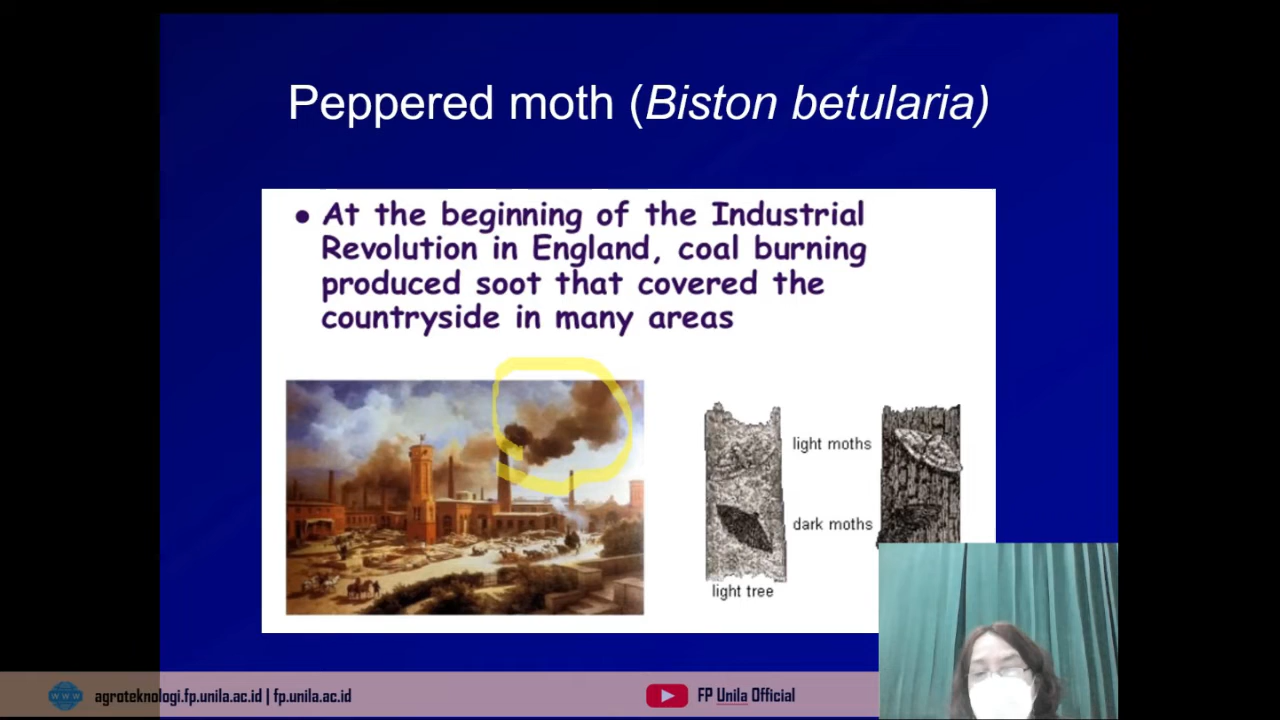 Peppered moth (Biston betularia)
• At the beginning of the Industrial
Revolution in England, coal burning
produced soot that covered the
countryside in many areas
light moths
dark moths
light tree
WWW
agroteknologi.fp.unila.ac.id | fp.unila.ac.id
FP Unila Official